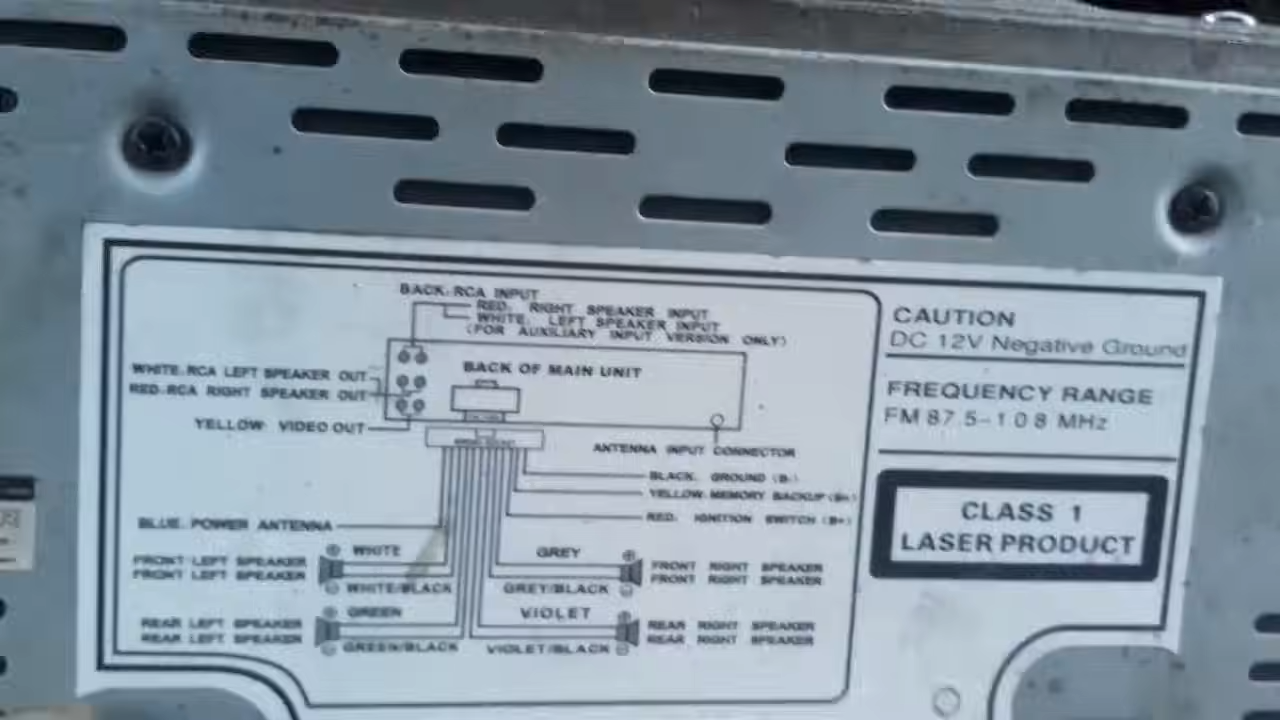 BACK:RCA INPUT
RED: RIGHT SPEAKER INPUT
WHITE: LEFT SPEAKER INPUT
(FOR AUXILIARY INPUT VERSION ONLY)
WHITE:RCA LEFT SPEAKER OUT
RED:RCA RIGHT SPEAKER OUT
YELLOW: VIDEO OUT
BACK OF MAIN UNIT
ANTENNA INPUT CONNECTOR
BLACK: GROUND (B-)
YELLOW:MEMORY BACKUP (B+)
RED: IGNITION SWITCH (B+)
BLUE: POWER ANTENNA
WHITE
FRONT LEFT SPEAKER
FRONT LEFT SPEAKER
WHITE/BLACK
GREEN
REAR LEFT SPEAKER
REAR LEFT SPEAKER
GREEN/BLACK
GREY
FRONT RIGHT SPEAKER
FRONT RIGHT SPEAKER
GREY/BLACK
VIOLET
REAR RIGHT SPEAKER
REAR RIGHT SPEAKER
VIOLET/BLACK
CAUTION
DC 12V Negative Ground
FREQUENCY RANGE
FM 87.5-108 MHz
CLASS 1
LASER PRODUCT